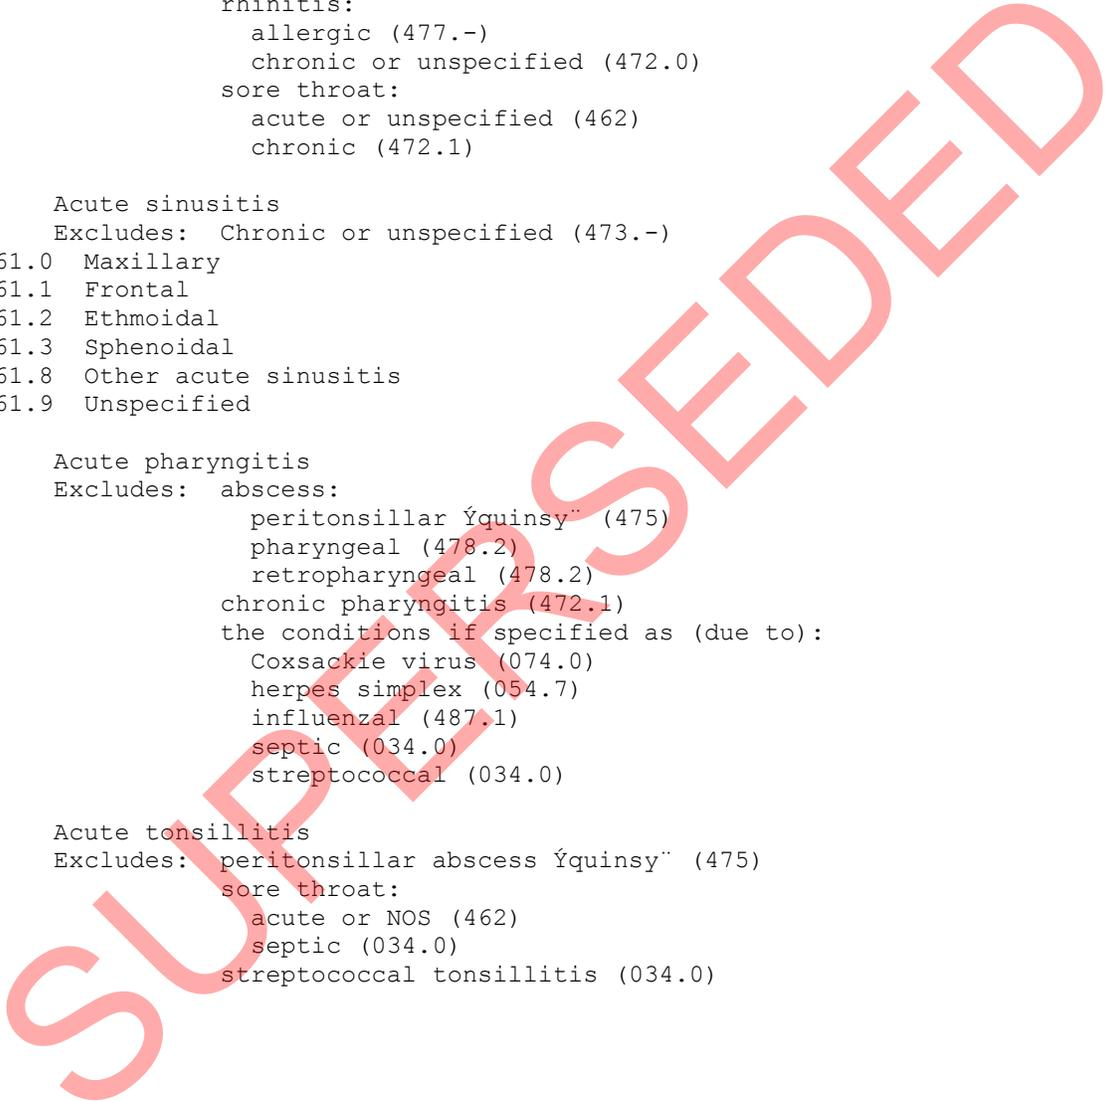 rhinitis:
allergic (477.-)
chronic or unspecified (472.0)
sore throat:
acute or unspecified (462)
chronic (472.1)
Acute sinusitis
Excludes: Chronic or unspecified (473.-)
61.0 Maxillary
61.1 Frontal
61.2 Ethmoidal
61.3 Sphenoidal
61.8 Other acute sinusitis
61.9 Unspecified
Acute pharyngitis
Excludes: abscess:
peritonsillar Ýquinsy¨ (475)
pharyngeal (478.2)
retropharyngeal (478.2)
chronic pharyngitis (472.1)
the conditions if specified as (due to):
Coxsackie virus (074.0)
herpes simplex (054.7)
influenzal (487.1)
septic (034.0)
streptococcal (034.0)
Acute tonsillitis
Excludes: peritonsillar abscess Ýquinsy¨ (475)
sore throat:
acute or NOS (462)
septic (034.0)
streptococcal tonsillitis (034.0)
SUPERSEDED